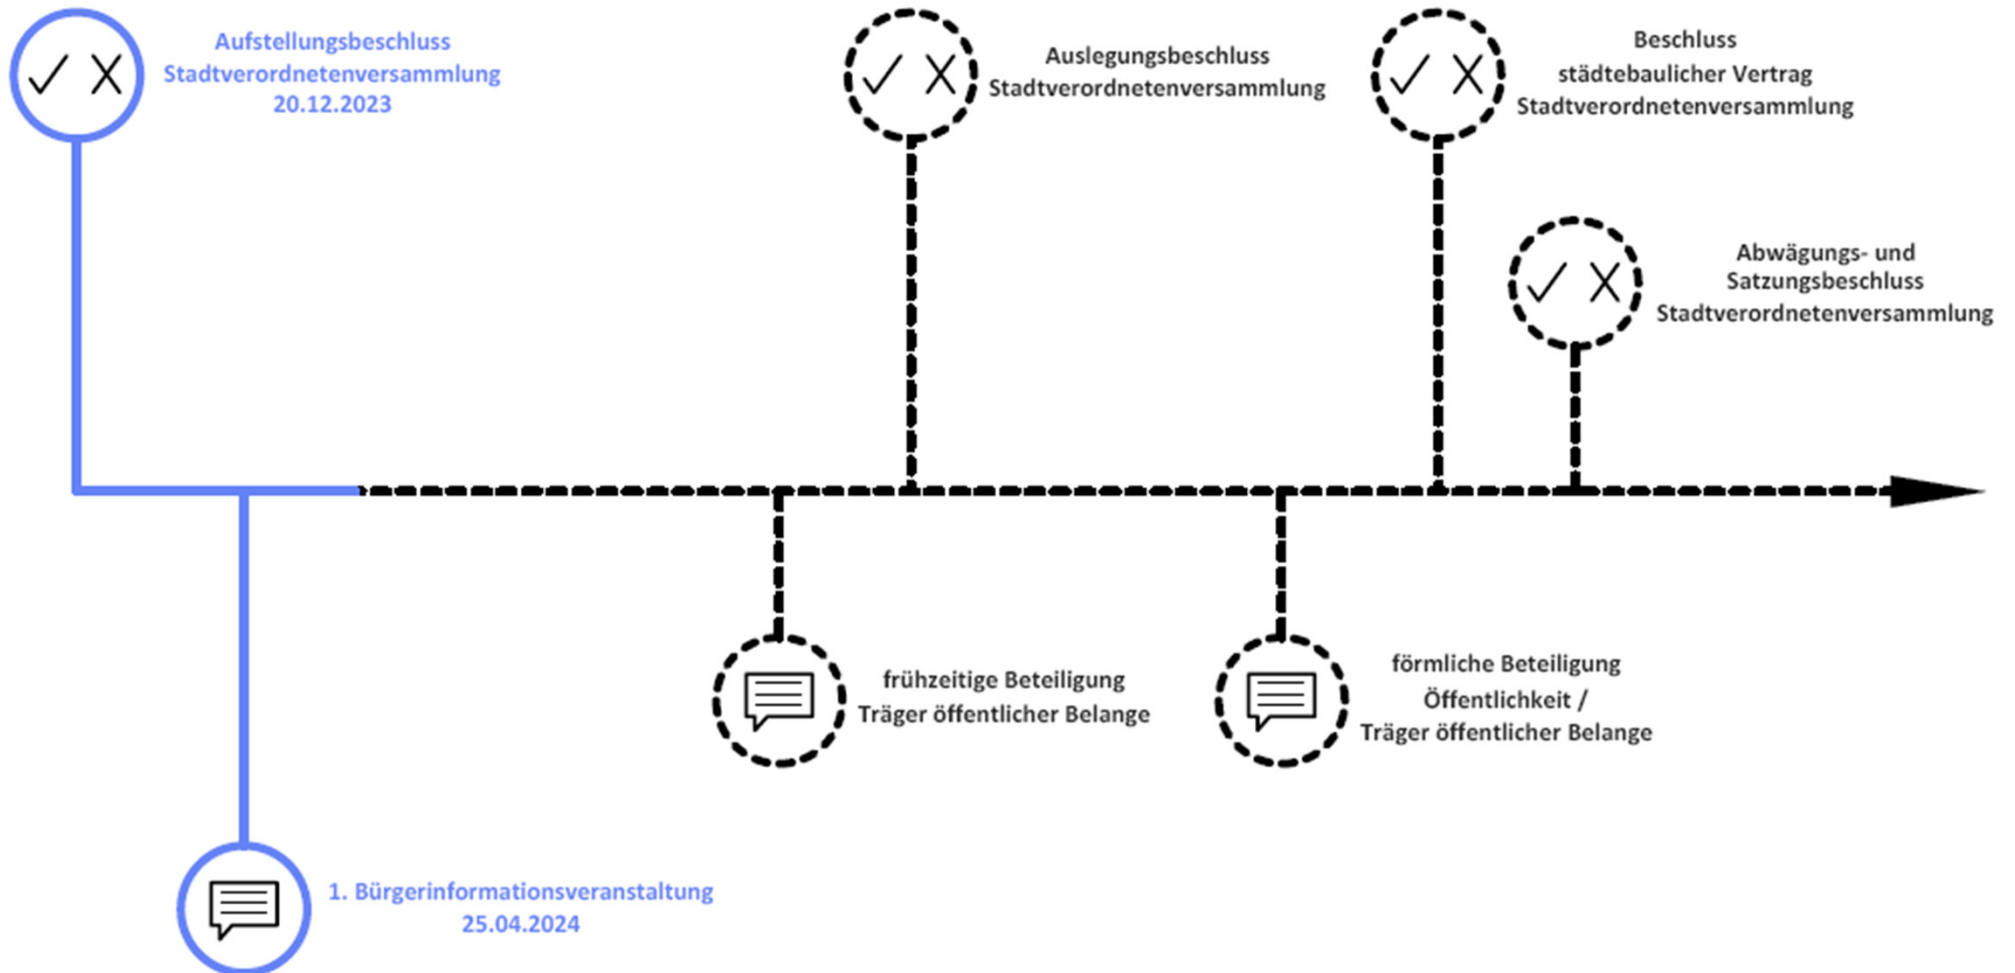 Aufstellungsbeschluss
Stadtverordnetenversammlung
20.12.2023
Auslegungsbeschluss
Stadtverordnetenversammlung
Beschluss
städtebaulicher Vertrag
Stadtverordnetenversammlung
Abwägungs- und
Satzungsbeschluss
Stadtverordnetenversammlung
frühzeitige Beteiligung
Träger öffentlicher Belange
förmliche Beteiligung
Öffentlichkeit /
Träger öffentlicher Belange
1. Bürgerinformationsveranstaltung
25.04.2024